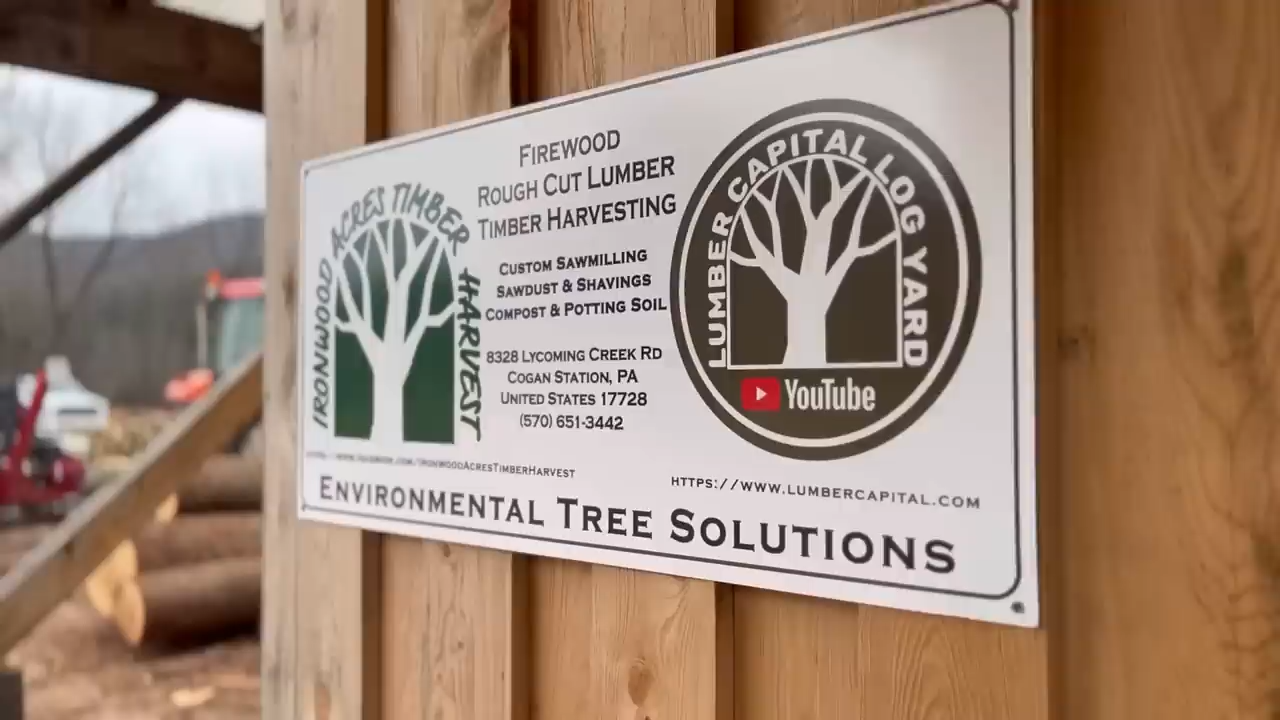 IRONWOOD ACRES TIMBER HARVEST
FIREWOOD
ROUGH CUT LUMBER
TIMBER HARVESTING
CUSTOM SAWMILLING
SAWDUST & SHAVINGS
COMPOST & POTTING SOIL
8328 LYCOMING CREEK RD
COGAN STATION, PA
UNITED STATES 17728
(570) 651-3442
LUMBER CAPITAL LOG YARD
YouTube
.COM/IRONWOODACRESTIMBERHARVEST
HTTPS://WWW.LUMBERCAPITAL.COM
ENVIRONMENTAL TREE SOLUTIONS